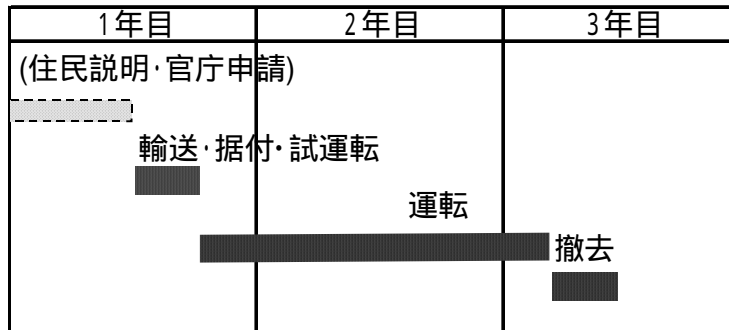 1年目 2年目 3年目
(住民説明･官庁申請)
輸送･据付･試運転
運転
撤去